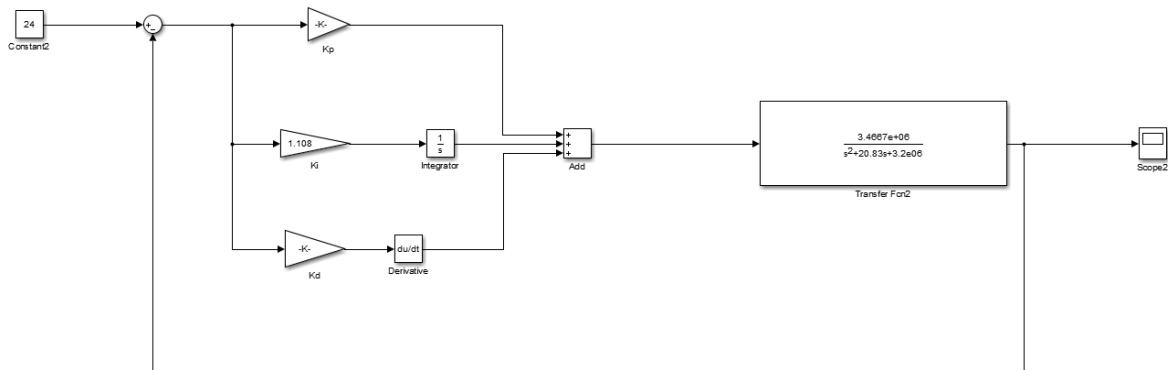 24
Constant2
+
-
-K-
Kp
1.108
Ki
1
s
Integrator
-K-
Kd
du/dt
Derivative
+
+
+
Add
3.4667e+06
s²+20.83s+3.2e06
Transfer Fcn2
Scope2